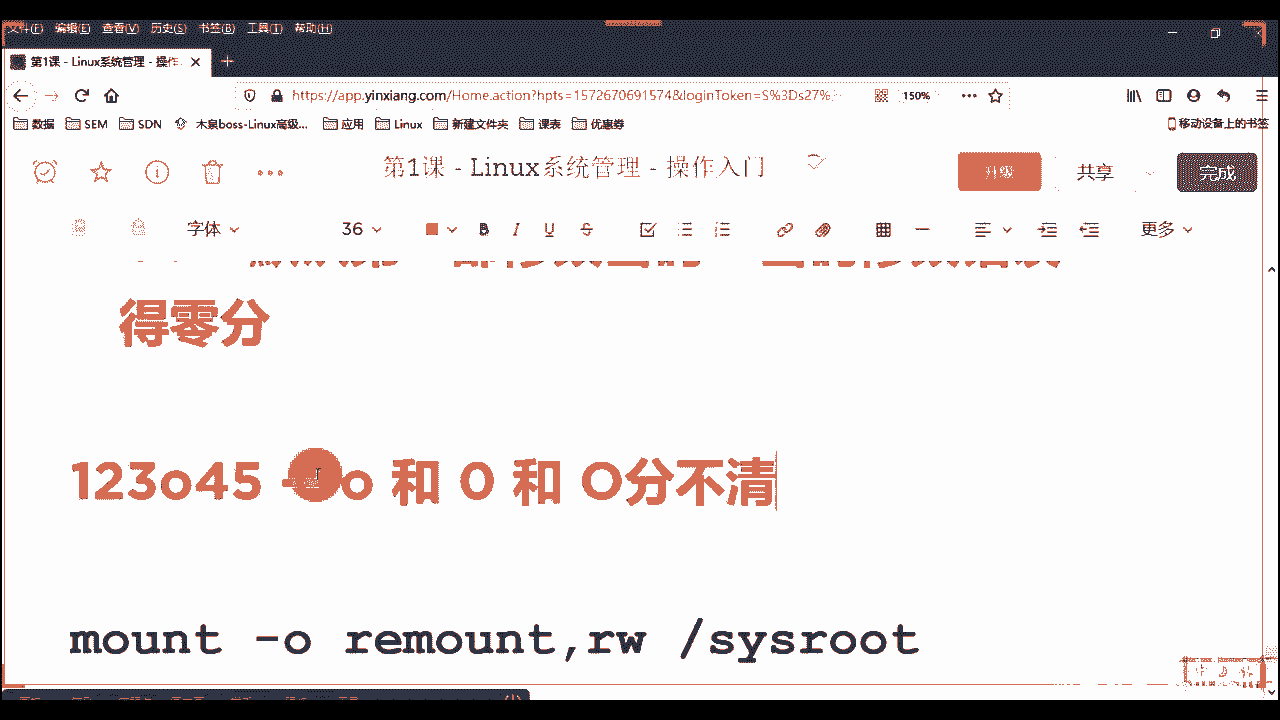 文件(F) 编辑(E) 查看(V) 历史(S) 书签(B) 工具(T) 帮助(H)
第1课 - Linux系统管理 - 操作
https://app.yinxiang.com/Home.action?hpts=1572670691574&loginToken=S%3Ds27%
150%
数据 SEM SDN 木泉boss-Linux高级... 应用 Linux 新建文件夹 课表 优惠券 移动设备上的书签
第1课 - Linux系统管理 - 操作入门 升级 共享 完成
字体 36 B I U S 更多
得零分
123o45 - o 和 0 和 O分不清
mount -o remount,rw /sysroot